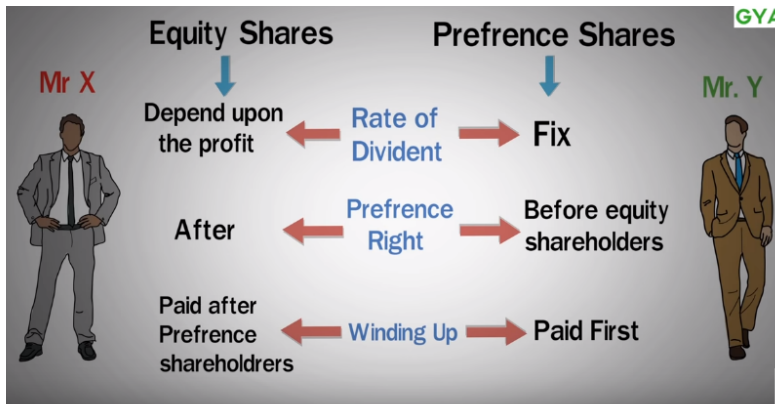 GYA
Equity Shares
Prefrence Shares
Mr X
Mr. Y
Depend upon
the profit
Rate of
Divident
Fix
After
Prefrence
Right
Before equity
shareholders
Paid after
Prefrence
shareholdrers
Winding Up
Paid First